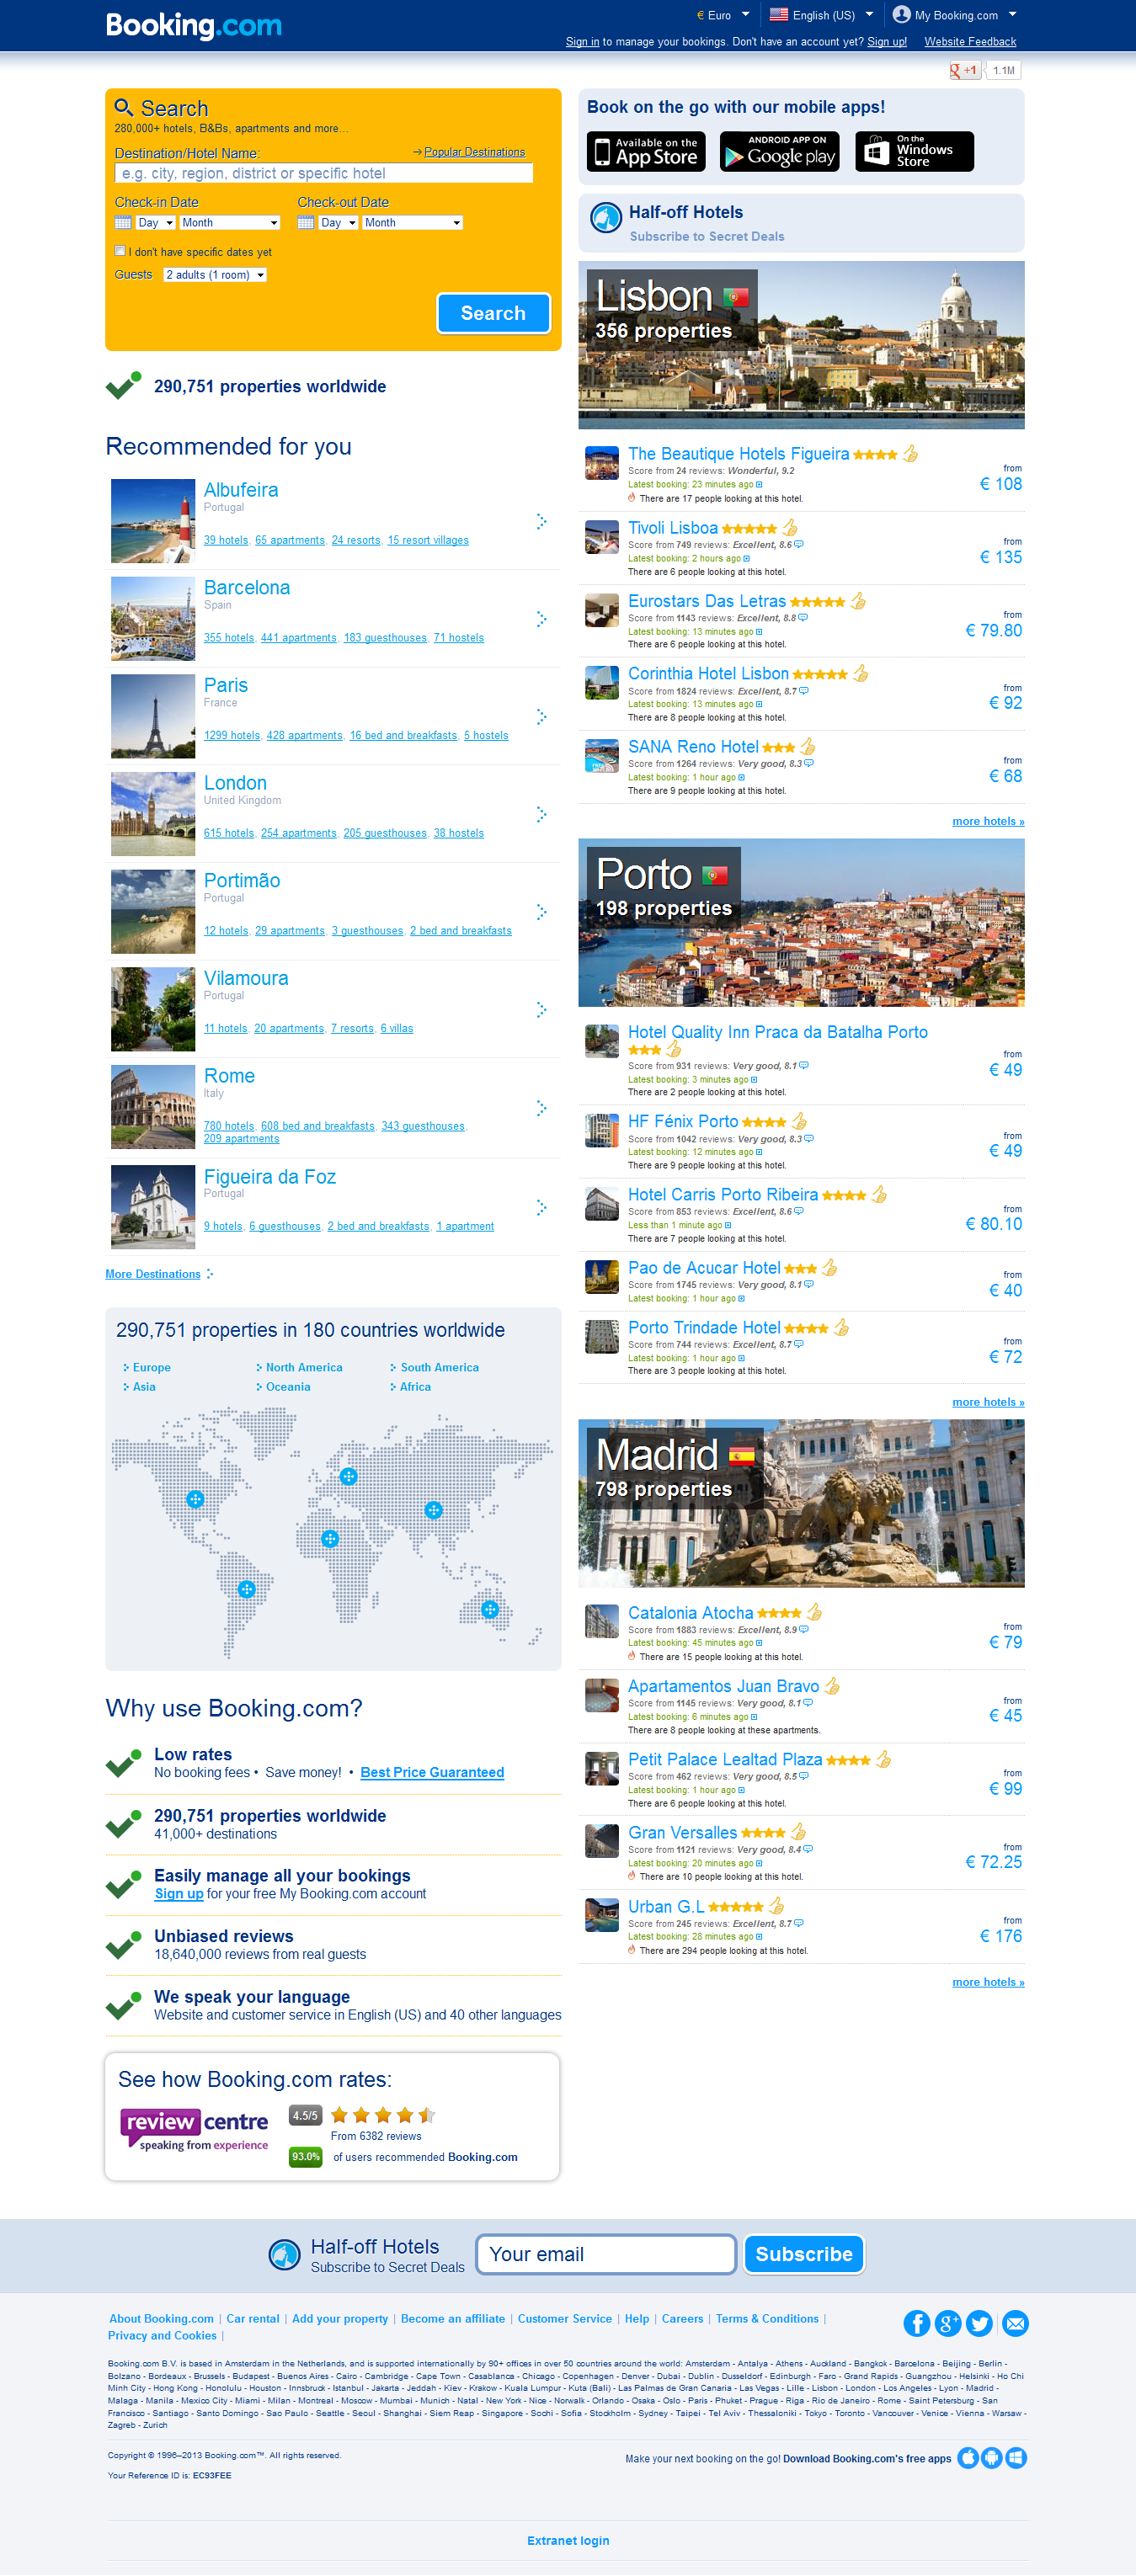 Booking.com
€ Euro
English (US)
My Booking.com
Sign in to manage your bookings. Don't have an account yet? Sign up! Website Feedback
g +1 1.1M
Search
280,000+ hotels, B&Bs, apartments and more...
Destination/Hotel Name: Popular Destinations
e.g. city, region, district or specific hotel
Check-in Date Check-out Date
Day Month Day Month
I don't have specific dates yet
Guests 2 adults (1 room)
Search
290,751 properties worldwide
Recommended for you
Albufeira
Portugal
39 hotels, 65 apartments, 24 resorts, 15 resort villages
Barcelona
Spain
355 hotels, 441 apartments, 183 guesthouses, 71 hostels
Paris
France
1299 hotels, 428 apartments, 16 bed and breakfasts, 5 hostels
London
United Kingdom
615 hotels, 254 apartments, 205 guesthouses, 38 hostels
Portimão
Portugal
12 hotels, 29 apartments, 3 guesthouses, 2 bed and breakfasts
Vilamoura
Portugal
11 hotels, 20 apartments, 7 resorts, 6 villas
Rome
Italy
780 hotels, 608 bed and breakfasts, 343 guesthouses,
209 apartments
Figueira da Foz
Portugal
9 hotels, 6 guesthouses, 2 bed and breakfasts, 1 apartment
More Destinations
290,751 properties in 180 countries worldwide
Europe North America South America
Asia Oceania Africa
Why use Booking.com?
Low rates
No booking fees • Save money! • Best Price Guaranteed
290,751 properties worldwide
41,000+ destinations
Easily manage all your bookings
Sign up for your free My Booking.com account
Unbiased reviews
18,640,000 reviews from real guests
We speak your language
Website and customer service in English (US) and 40 other languages
See how Booking.com rates:
review centre
speaking from experience
4.5/5
From 6382 reviews
93.0% of users recommended Booking.com
Book on the go with our mobile apps!
Available on the
App Store
ANDROID APP ON
Google play
On the
Windows
Store
Half-off Hotels
Subscribe to Secret Deals
Lisbon
356 properties
The Beautique Hotels Figueira
Score from 24 reviews: Wonderful, 9.2
Latest booking: 23 minutes ago
There are 17 people looking at this hotel.
from
€ 108
Tivoli Lisboa
Score from 749 reviews: Excellent, 8.6
Latest booking: 2 hours ago
There are 6 people looking at this hotel.
from
€ 135
Eurostars Das Letras
Score from 1143 reviews: Excellent, 8.8
Latest booking: 13 minutes ago
There are 6 people looking at this hotel.
from
€ 79.80
Corinthia Hotel Lisbon
Score from 1824 reviews: Excellent, 8.7
Latest booking: 13 minutes ago
There are 8 people looking at this hotel.
from
€ 92
SANA Reno Hotel
Score from 1264 reviews: Very good, 8.3
Latest booking: 1 hour ago
There are 9 people looking at this hotel.
from
€ 68
more hotels »
Porto
198 properties
Hotel Quality Inn Praca da Batalha Porto
Score from 931 reviews: Very good, 8.1
Latest booking: 3 minutes ago
There are 2 people looking at this hotel.
from
€ 49
HF Fénix Porto
Score from 1042 reviews: Very good, 8.3
Latest booking: 12 minutes ago
There are 9 people looking at this hotel.
from
€ 49
Hotel Carris Porto Ribeira
Score from 853 reviews: Excellent, 8.6
Less than 1 minute ago
There are 7 people looking at this hotel.
from
€ 80.10
Pao de Acucar Hotel
Score from 1745 reviews: Very good, 8.1
Latest booking: 1 hour ago
from
€ 40
Porto Trindade Hotel
Score from 744 reviews: Excellent, 8.7
Latest booking: 1 hour ago
There are 3 people looking at this hotel.
from
€ 72
more hotels »
Madrid
798 properties
Catalonia Atocha
Score from 1883 reviews: Excellent, 8.9
Latest booking: 45 minutes ago
There are 15 people looking at this hotel.
from
€ 79
Apartamentos Juan Bravo
Score from 1145 reviews: Very good, 8.1
Latest booking: 6 minutes ago
There are 8 people looking at these apartments.
from
€ 45
Petit Palace Lealtad Plaza
Score from 462 reviews: Very good, 8.5
Latest booking: 1 hour ago
There are 6 people looking at this hotel.
from
€ 99
Gran Versalles
Score from 1121 reviews: Very good, 8.4
Latest booking: 20 minutes ago
There are 10 people looking at this hotel.
from
€ 72.25
Urban G.L
Score from 245 reviews: Excellent, 8.7
Latest booking: 28 minutes ago
There are 294 people looking at this hotel.
from
€ 176
more hotels »
Half-off Hotels
Subscribe to Secret Deals
Your email
Subscribe
About Booking.com | Car rental | Add your property | Become an affiliate | Customer Service | Help | Careers | Terms & Conditions |
Privacy and Cookies |
Booking.com B.V. is based in Amsterdam in the Netherlands, and is supported internationally by 90+ offices in over 50 countries around the world: Amsterdam - Antalya - Athens - Auckland - Bangkok - Barcelona - Beijing - Berlin -
Bolzano - Bordeaux - Brussels - Budapest - Buenos Aires - Cairo - Cambridge - Cape Town - Casablanca - Chicago - Copenhagen - Denver - Dubai - Dublin - Dusseldorf - Edinburgh - Faro - Grand Rapids - Guangzhou - Helsinki - Ho Chi
Minh City - Hong Kong - Honolulu - Houston - Innsbruck - Istanbul - Jakarta - Jeddah - Kiev - Krakow - Kuala Lumpur - Kuta (Bali) - Las Palmas de Gran Canaria - Las Vegas - Lille - Lisbon - London - Los Angeles - Lyon - Madrid -
Malaga - Manila - Mexico City - Miami - Milan - Montreal - Moscow - Mumbai - Munich - Natal - New York - Nice - Norwalk - Orlando - Osaka - Oslo - Paris - Phuket - Prague - Riga - Rio de Janeiro - Rome - Saint Petersburg - San
Francisco - Santiago - Santo Domingo - Sao Paulo - Seattle - Seoul - Shanghai - Siem Reap - Singapore - Sochi - Sofia - Stockholm - Sydney - Taipei - Tel Aviv - Thessaloniki - Tokyo - Toronto - Vancouver - Venice - Vienna - Warsaw -
Zagreb - Zurich
Copyright © 1996–2013 Booking.com™. All rights reserved.
Your Reference ID is: EC93FEE
Make your next booking on the go! Download Booking.com's free apps
Extranet login